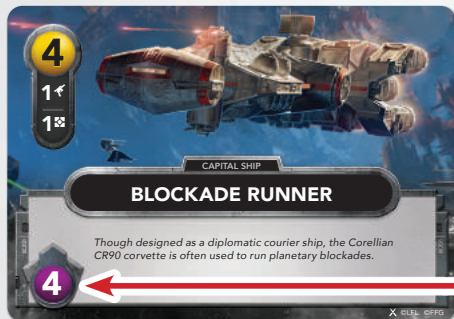 4
1
1
CAPITAL SHIP
BLOCKADE RUNNER
Though designed as a diplomatic courier ship, the Corellian
CR90 corvette is often used to run planetary blockades.
4
©LFL ©FFG